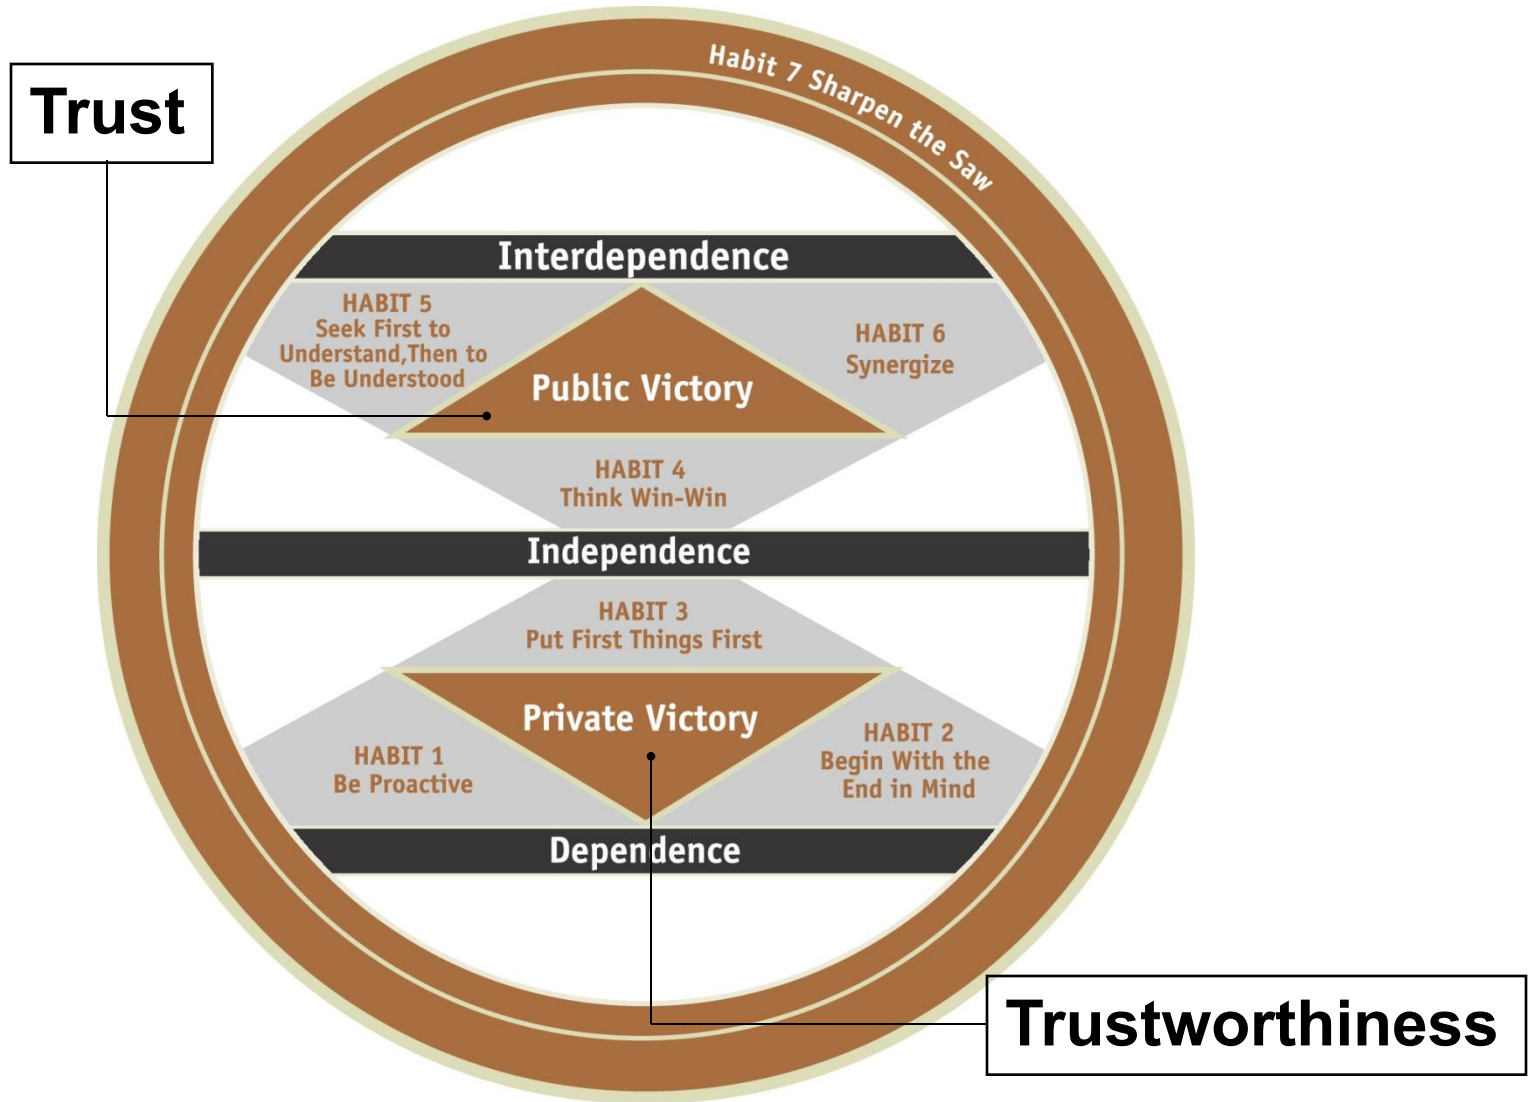 Trust
Habit 7 Sharpen the Saw
Interdependence
HABIT 5
Seek First to
Understand,Then to
Be Understood
HABIT 6
Synergize
Public Victory
HABIT 4
Think Win-Win
Independence
HABIT 3
Put First Things First
Private Victory
HABIT 1
Be Proactive
HABIT 2
Begin With the
End in Mind
Dependence
Trustworthiness